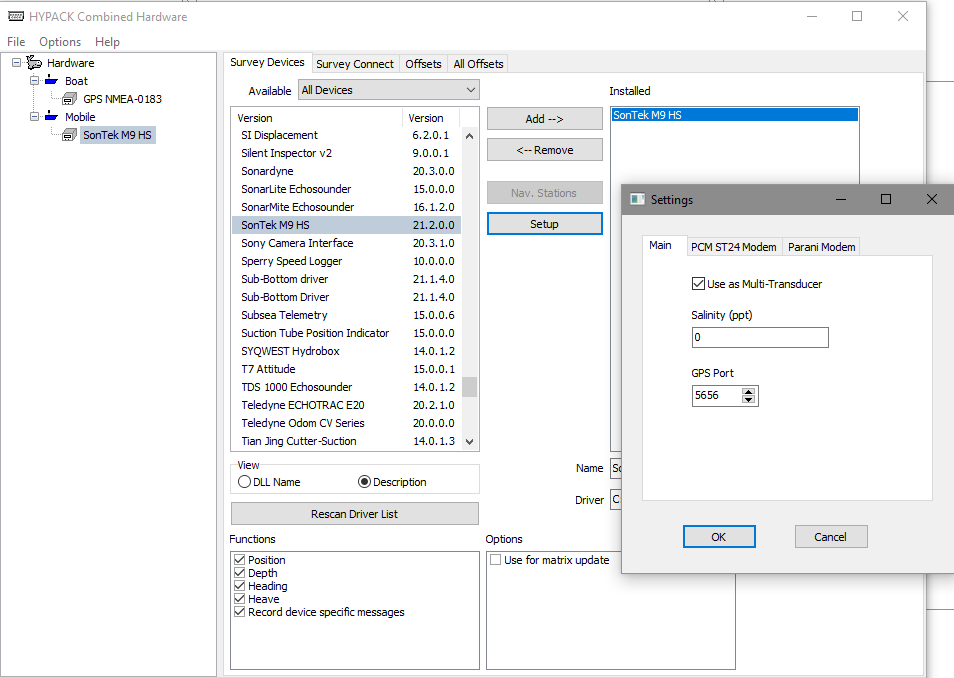 HYPACK Combined Hardware
File Options Help
Hardware
Boat
GPS NMEA-0183
Mobile
SonTek M9 HS
Survey Devices Survey Connect Offsets All Offsets
Available All Devices
Version Version
SI Displacement 6.2.0.1
Silent Inspector v2 9.0.0.1
Sonardyne 20.3.0.0
SonarLite Echosounder 15.0.0.0
SonarMite Echosounder 16.1.2.0
SonTek M9 HS 21.2.0.0
Sony Camera Interface 20.3.1.0
Sperry Speed Logger 10.0.0.0
Sub-Bottom driver 21.1.4.0
Sub-Bottom Driver 21.1.4.0
Subsea Telemetry 15.0.0.6
Suction Tube Position Indicator 15.0.0.0
SYQWEST Hydrobox 14.0.1.2
T7 Attitude 15.0.0.1
TDS 1000 Echosounder 14.0.1.2
Teledyne ECHOTRAC E20 20.2.1.0
Teledyne Odom CV Series 20.0.0.0
Tian Jing Cutter-Suction 14.0.1.3
View
DLL Name Description
Rescan Driver List
Functions
Position
Depth
Heading
Heave
Record device specific messages
Add -->
<-- Remove
Nav. Stations
Setup
Installed
SonTek M9 HS
Name
Driver
Options
Use for matrix update
Settings
Main PCM ST24 Modem Parani Modem
Use as Multi-Transducer
Salinity (ppt)
0
GPS Port
5656
OK Cancel